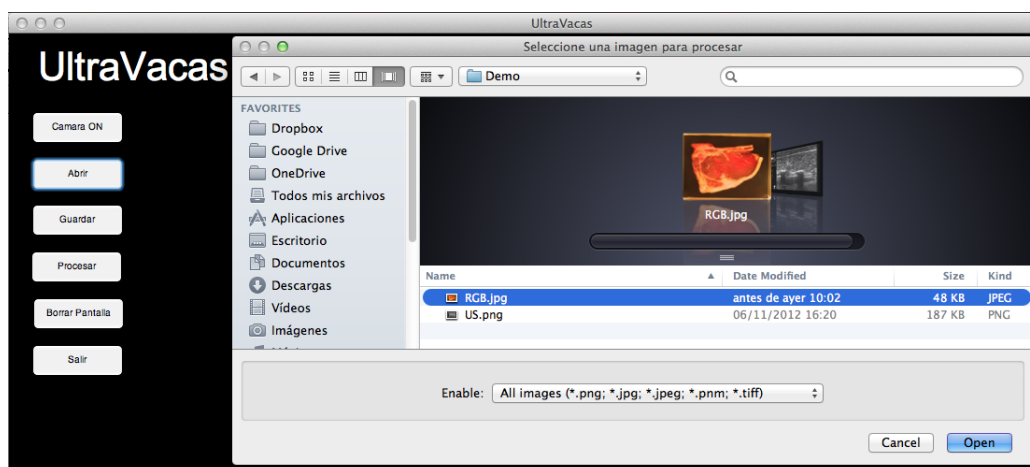 UltraVacas
UltraVacas
Camara ON
Abrir
Guardar
Procesar
Borrar Pantalla
Salir
Seleccione una imagen para procesar
Demo
FAVORITES
Dropbox
Google Drive
OneDrive
Todos mis archivos
Aplicaciones
Escritorio
Documentos
Descargas
Vídeos
Imágenes
RGB.jpg
Name Date Modified Size Kind
RGB.jpg antes de ayer 10:02 48 KB JPEG
US.png 06/11/2012 16:20 187 KB PNG
Enable: All images (*.png; *.jpg; *.jpeg; *.pnm; *.tiff)
Cancel Open